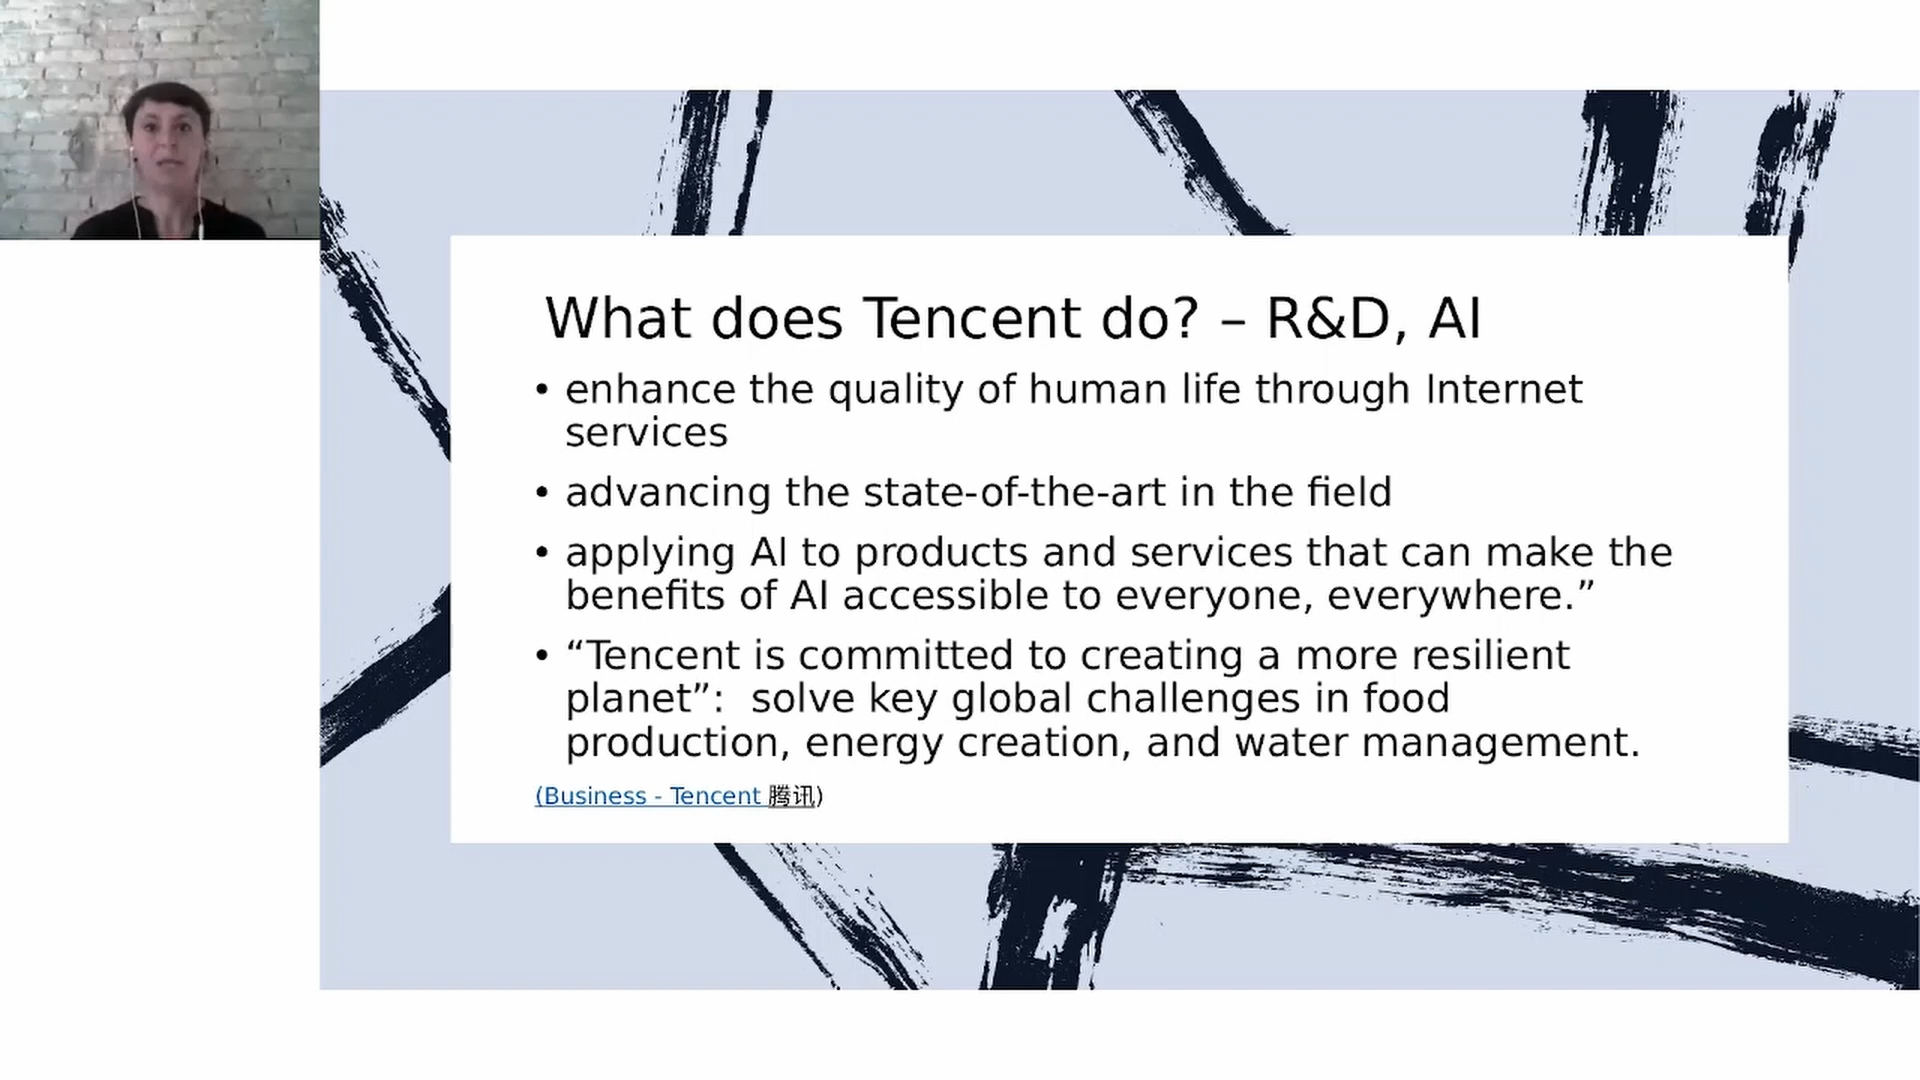 What does Tencent do? – R&D, AI
• enhance the quality of human life through Internet
services
• advancing the state-of-the-art in the field
• applying AI to products and services that can make the
benefits of AI accessible to everyone, everywhere.”
• “Tencent is committed to creating a more resilient
planet”:  solve key global challenges in food
production, energy creation, and water management.
(Business - Tencent 腾讯)